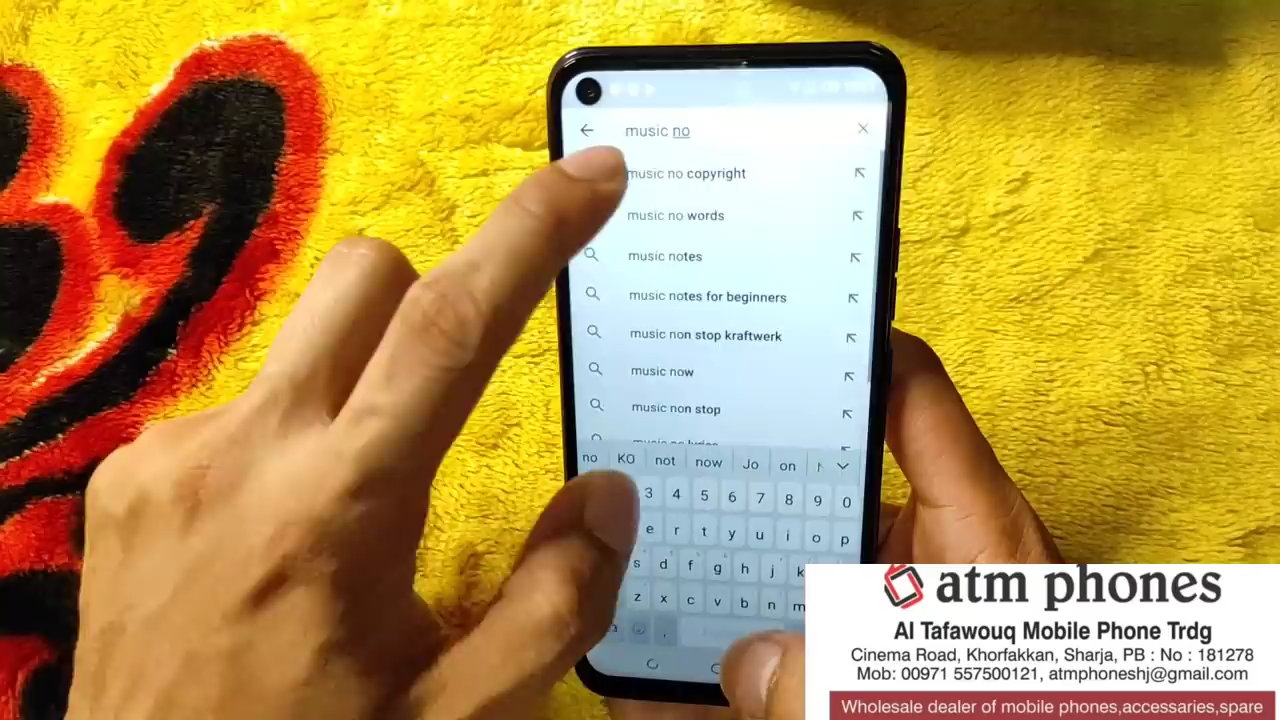 music no
music no copyright
music no words
music notes
music notes for beginners
music non stop kraftwerk
music now
music non stop
music no lyrics
no KO not now Jo on
3 4 5 6 7 8 9 0
e r t y u i o p
s d f g h j k
z x c v b n m
,
atm phones
Al Tafawouq Mobile Phone Trdg
Cinema Road, Khorfakkan, Sharja, PB : No : 181278
Mob: 00971 557500121, atmphoneshj@gmail.com
Wholesale dealer of mobile phones,accessaries,spare